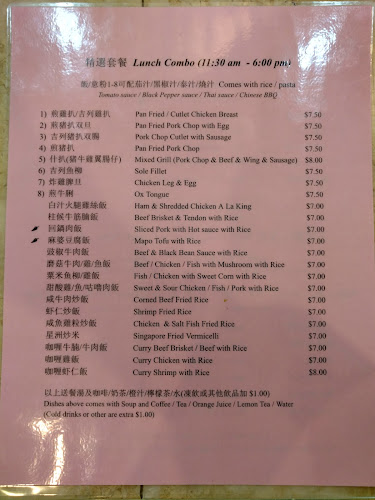 精選套餐 Lunch Combo (11:30 am - 6:00 pm)
飯/意粉1-8可配茄汁/黑椒汁/泰汁/燒汁 Comes with rice / pasta
Tomato sauce / Black Pepper sauce / Thai sauce / Chinese BBQ
1) 煎雞扒/吉列雞扒 Pan Fried / Cutlet Chicken Breast $7.50
2) 煎豬扒双旦 Pan Fried Pork Chop with Egg $7.50
3) 吉列猪扒双腸 Pork Chop Cutlet with Sausage $7.50
4) 煎猪扒 Pan Fried Pork Chop $7.50
5) 什扒(猪牛雞翼腸仔) Mixed Grill (Pork Chop & Beef & Wing & Sausage) $8.00
6) 吉列魚柳 Sole Fillet $7.50
7) 炸雞脾旦 Chicken Leg & Egg $7.50
8) 煎牛脷 Ox Tongue $7.50
白汁火腿雞絲飯 Ham & Shredded Chicken A La King $7.00
柱候牛筋腩飯 Beef Brisket & Tendon with Rice $7.00
回鍋肉飯 Sliced Pork with Hot sauce with Rice $7.00
麻婆豆腐飯 Mapo Tofu with Rice $7.00
豉椒牛肉飯 Beef & Black Bean Sauce with Rice $7.00
蘑菇牛肉/雞/魚飯 Beef / Chicken / Fish with Mushroom with Rice $7.00
粟米魚柳/雞飯 Fish / Chicken with Sweet Corn with Rice $7.00
甜酸雞/魚/咕嚕肉飯 Sweet & Sour Chicken / Fish / Pork with Rice $7.00
咸牛肉炒飯 Corned Beef Fried Rice $7.00
虾仁炒飯 Shrimp Fried Rice $7.00
咸魚雞粒炒飯 Chicken & Salt Fish Fried Rice $7.00
星洲炒米 Singapore Fried Vermicelli $7.00
咖喱牛腩/牛肉飯 Curry Beef Brisket / Beef with Rice $7.00
咖喱雞飯 Curry Chicken with Rice $7.00
咖喱虾仁飯 Curry Shrimp with Rice $8.00
以上送餐湯及咖啡/奶茶/橙汁/檸檬茶/水(凍飲或其他飲品加 $1.00)
Dishes above comes with Soup and Coffee / Tea / Orange Juice / Lemon Tea / Water
(Cold drinks or other are extra $1.00)